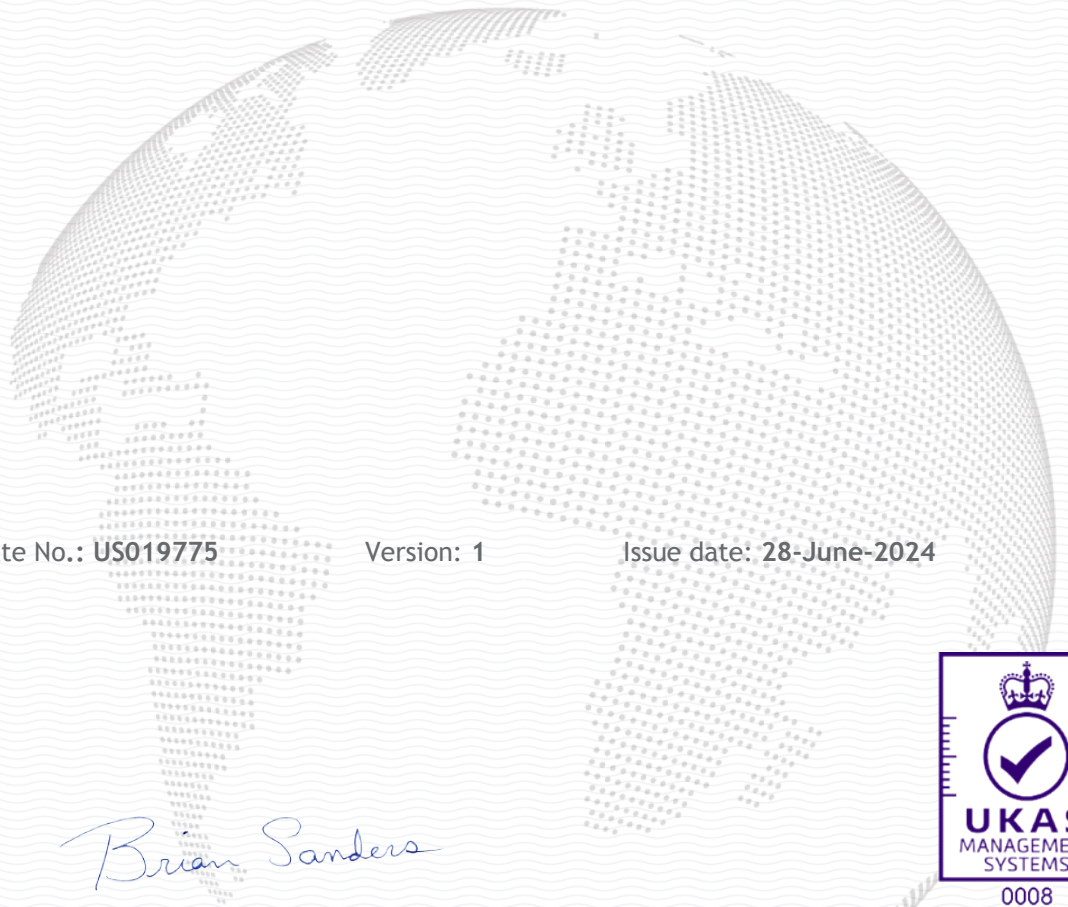 te No.: US019775 Version: 1 Issue date: 28-June-2024
Brian Sanders
UKAS
MANAGEME
SYSTEMS
0008